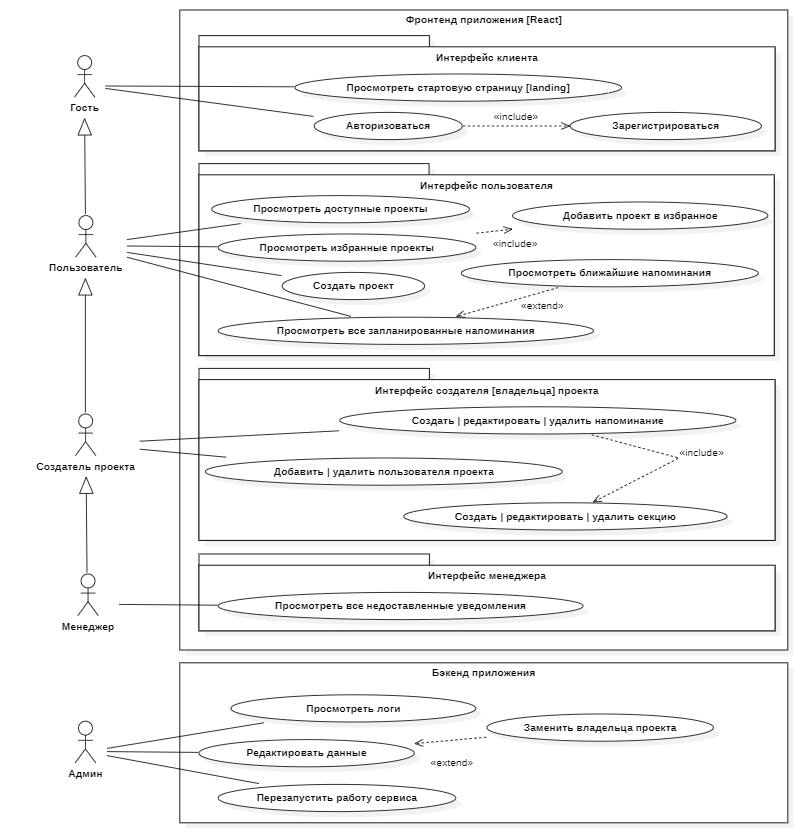 Фронтенд приложения [React]
Интерфейс клиента
Просмотреть стартовую страницу [landing]
Гость
Авторизоваться
«include»
Зарегистрироваться
Интерфейс пользователя
Просмотреть доступные проекты
Добавить проект в избранное
Просмотреть избранные проекты
«include»
Пользователь
Просмотреть ближайшие напоминания
Создать проект
«extend»
Просмотреть все запланированные напоминания
Интерфейс создателя [владельца] проекта
Создать | редактировать | удалить напоминание
«include»
Создатель проекта
Добавить | удалить пользователя проекта
Создать | редактировать | удалить секцию
Интерфейс менеджера
Просмотреть все недоставленные уведомления
Менеджер
Бэкенд приложения
Просмотреть логи
Заменить владельца проекта
Редактировать данные
«extend»
Админ
Перезапустить работу сервиса